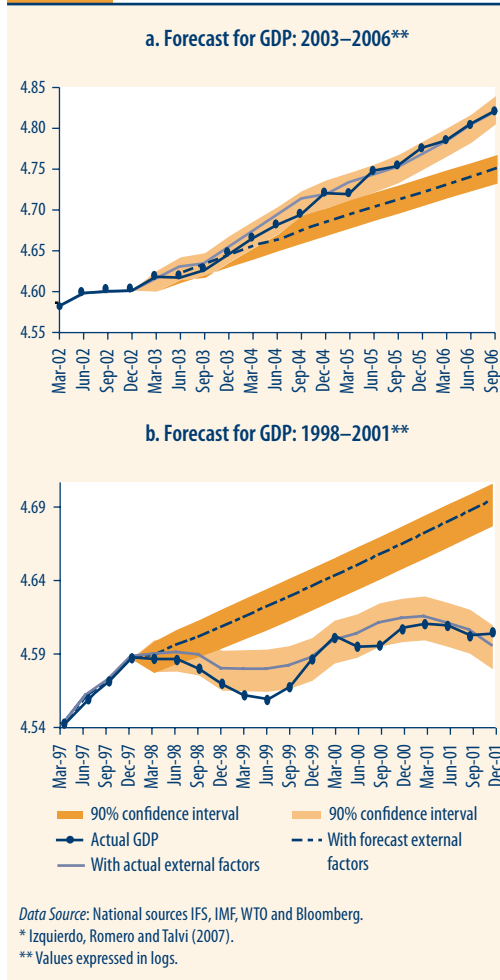 a. Forecast for GDP: 2003–2006**
4.85
4.80
4.75
4.70
4.65
4.60
4.55
Mar-02
Jun-02
Sep-02
Dec-02
Mar-03
Jun-03
Sep-03
Dec-03
Mar-04
Jun-04
Sep-04
Dec-04
Mar-05
Jun-05
Sep-05
Dec-05
Mar-06
Jun-06
Sep-06
b. Forecast for GDP: 1998–2001**
4.69
4.64
4.59
4.54
Mar-97
Jun-97
Sep-97
Dec-97
Mar-98
Jun-98
Sep-98
Dec-98
Mar-99
Jun-99
Sep-99
Dec-99
Mar-00
Jun-00
Sep-00
Dec-00
Mar-01
Jun-01
Sep-01
Dec-01
90% confidence interval
90% confidence interval
Actual GDP
With forecast external
factors
With actual external factors
Data Source: National sources IFS, IMF, WTO and Bloomberg.
* Izquierdo, Romero and Talvi (2007).
** Values expressed in logs.